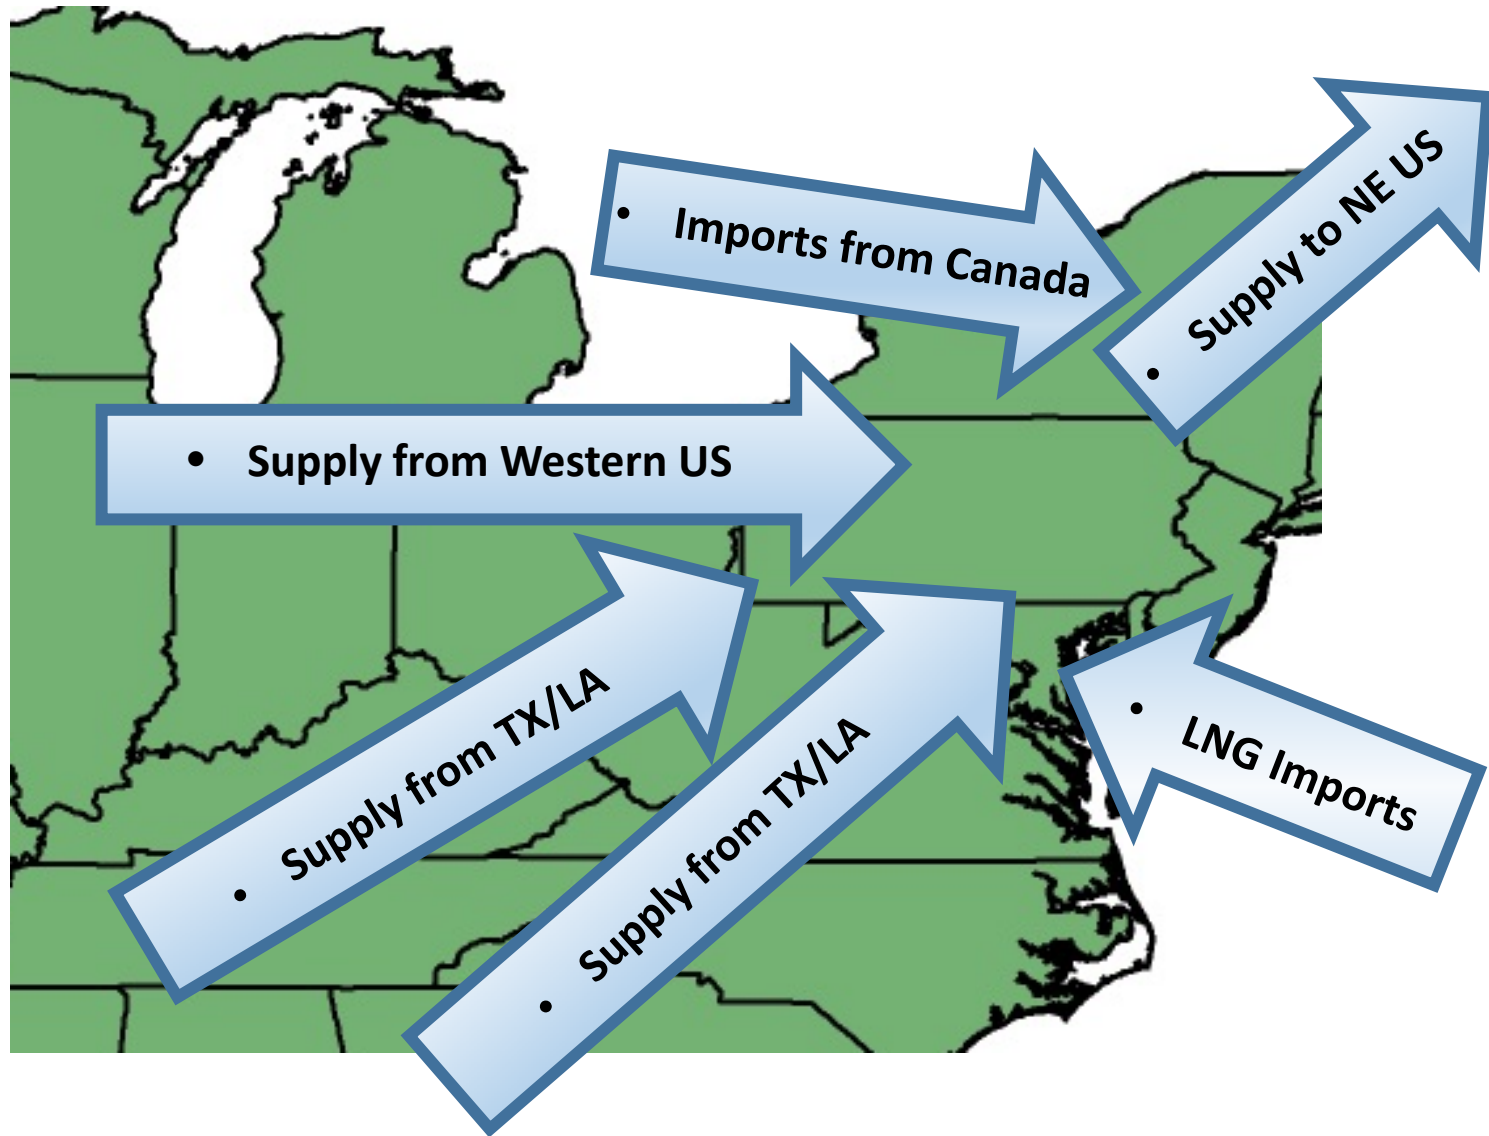 • Supply to NE US
• Imports from Canada
• Supply from Western US
• Supply from TX/LA
• Supply from TX/LA
• LNG Imports